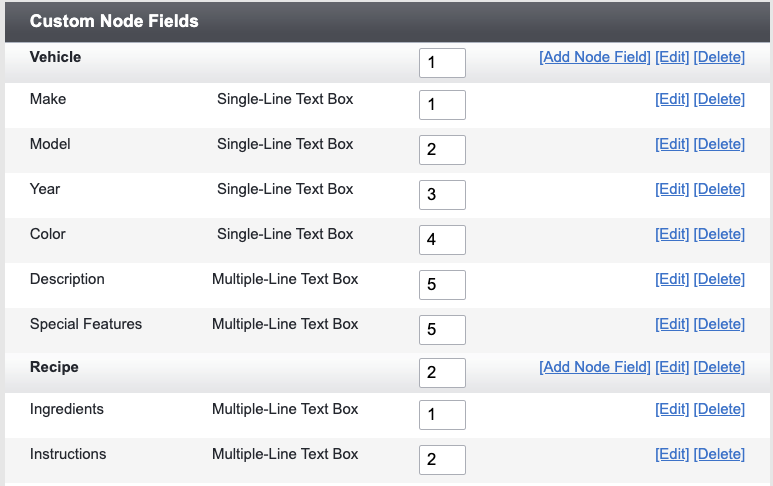 Custom Node Fields
Vehicle 1 [Add Node Field] [Edit] [Delete]
Make Single-Line Text Box 1 [Edit] [Delete]
Model Single-Line Text Box 2 [Edit] [Delete]
Year Single-Line Text Box 3 [Edit] [Delete]
Color Single-Line Text Box 4 [Edit] [Delete]
Description Multiple-Line Text Box 5 [Edit] [Delete]
Special Features Multiple-Line Text Box 5 [Edit] [Delete]
Recipe 2 [Add Node Field] [Edit] [Delete]
Ingredients Multiple-Line Text Box 1 [Edit] [Delete]
Instructions Multiple-Line Text Box 2 [Edit] [Delete]